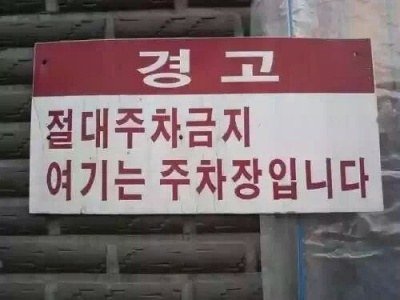 경고
절대주차금지
여기는 주차장입니다